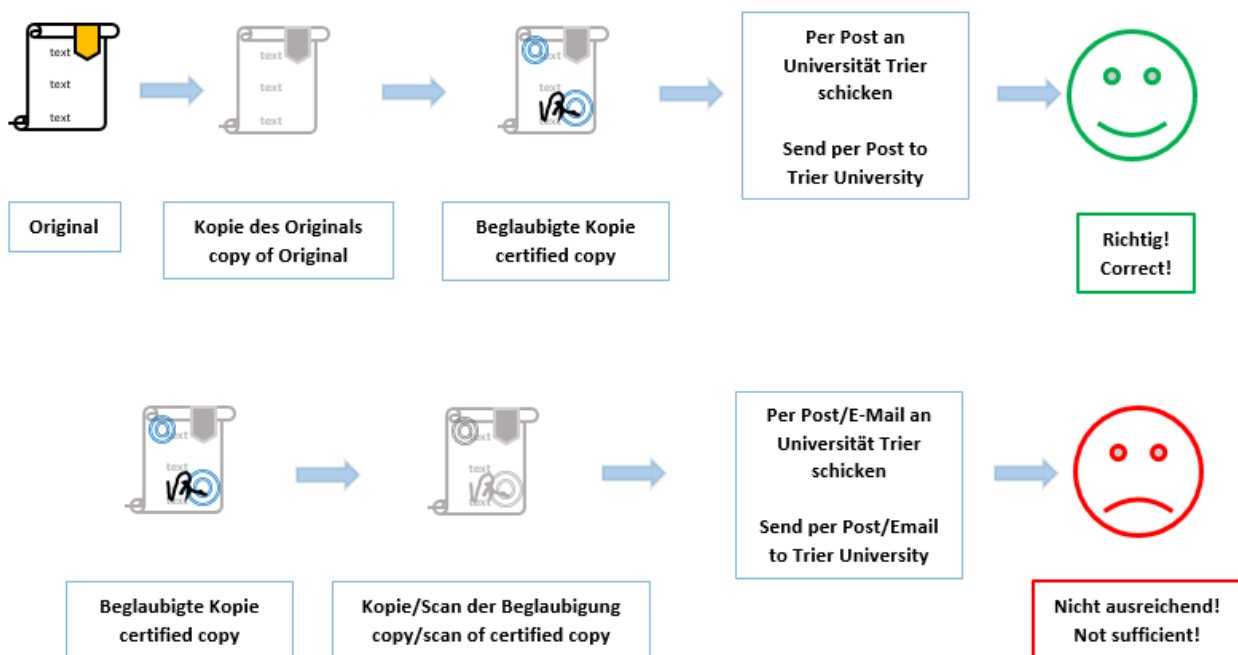 text
text
text
text
text
text
text
text
text
Per Post an
Universität Trier
schicken
Send per Post to
Trier University
Original
Kopie des Originals
copy of Original
Beglaubigte Kopie
certified copy
Richtig!
Correct!
text
text
text
text
text
text
Per Post/E-Mail an
Universität Trier
schicken
Send per Post/Email
to Trier University
Beglaubigte Kopie
certified copy
Kopie/Scan der Beglaubigung
copy/scan of certified copy
Nicht ausreichend!
Not sufficient!